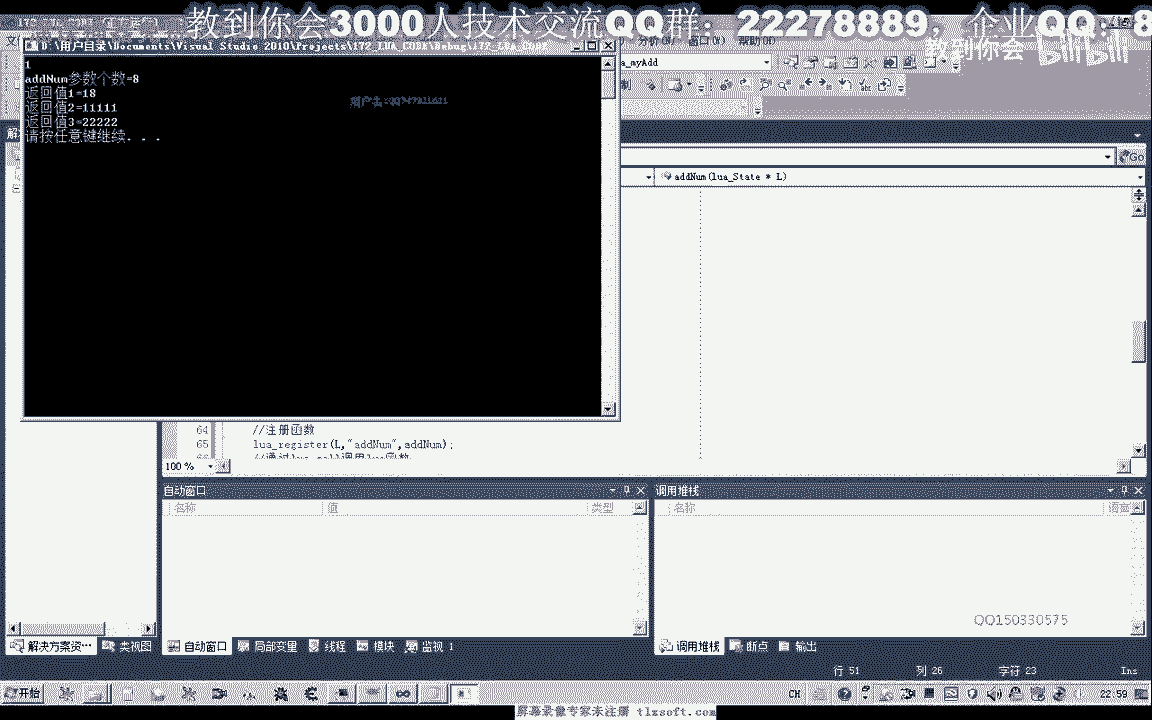 教到你会3000人技术交流QQ群：22278889，企业QQ：8
教到你会 bilibili
D:\用户目录\Documents\Visual Studio 2010\Projects\172_LUA_CODE\Debug\172_LUA_CODE
1
addNum参数个数=8
返回值1=18
返回值2=11111
返回值3=22222
请按任意键继续. . .
a_myAdd
Go
addNum(lua_State * L)
64 //注册函数
65 lua_register(L,"addNum",addNum);
100 %
自动窗口
名称 值 类型
调用堆栈
名称 语言
QQ150330575
解决方案资… 类视图
自动窗口 局部变量 线程 模块 监视 1
调用堆栈 断点 输出
行 51 列 26 字符 23 Ins
开始 CH 22:59
屏幕录像专家未注册 tlxsoft.com